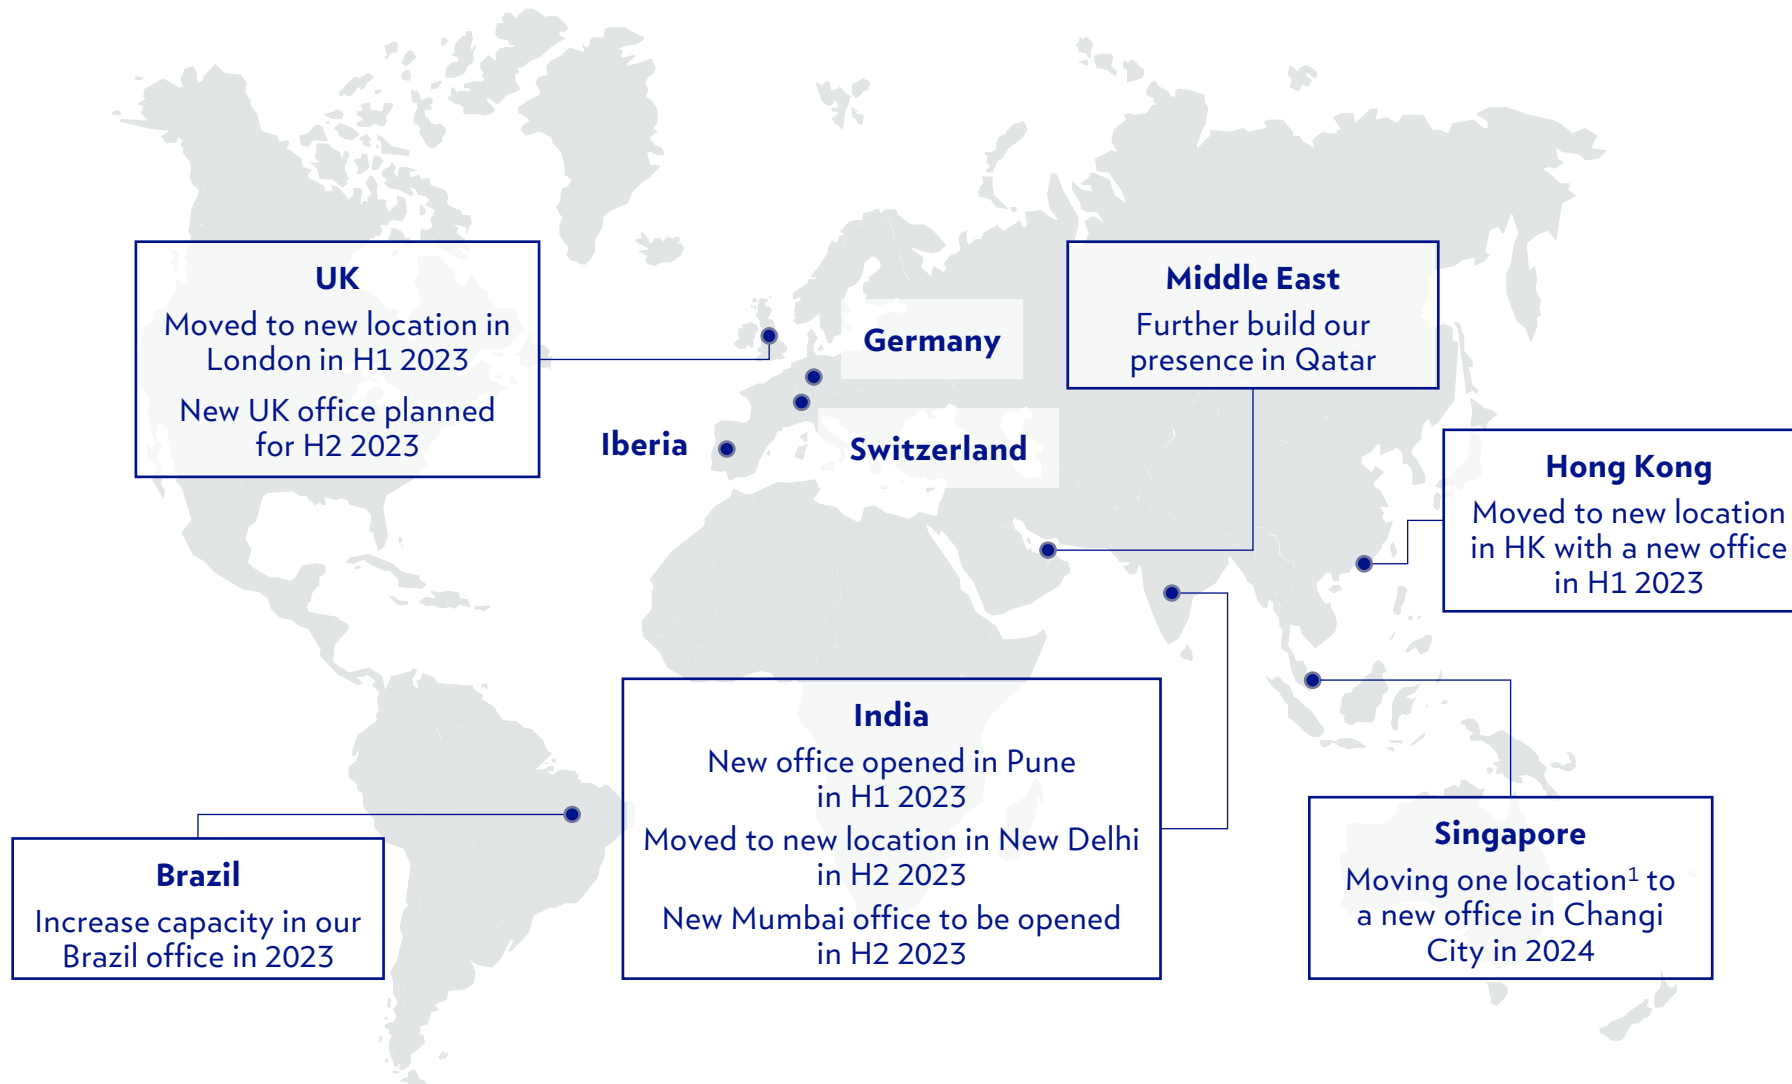 UK
Moved to new location in
London in H1 2023
New UK office planned
for H2 2023
Germany
Iberia
Switzerland
Middle East
Further build our
presence in Qatar
Hong Kong
Moved to new location
in HK with a new office
in H1 2023
India
New office opened in Pune
in H1 2023
Moved to new location in New Delhi
in H2 2023
New Mumbai office to be opened
in H2 2023
Brazil
Increase capacity in our
Brazil office in 2023
Singapore
Moving one location¹ to
a new office in Changi
City in 2024